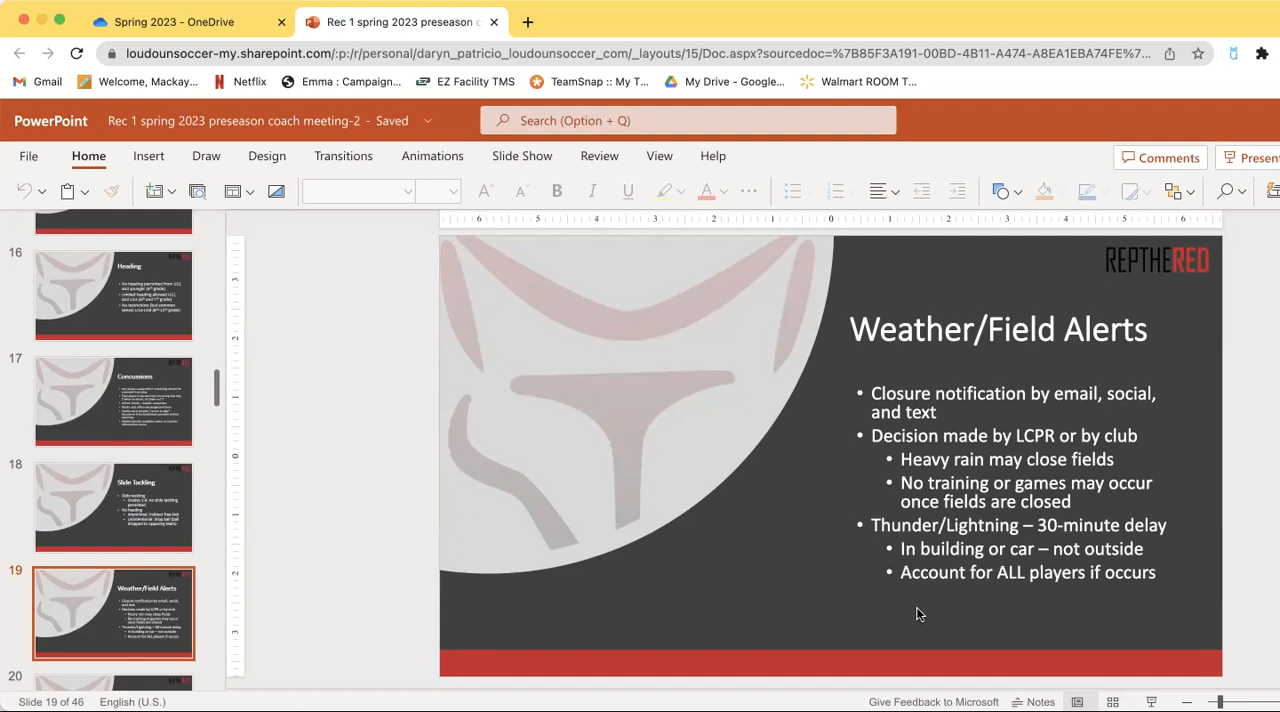 Spring 2023 - OneDrive
Rec 1 spring 2023 preseason c
loudounsoccer-my.sharepoint.com/:p:/r/personal/daryn_patricio_loudounsoccer_com/_layouts/15/Doc.aspx?sourcedoc=%7B85F3A191-00BD-4B11-A474-A8EA1EBA74FE%7...
Gmail
Welcome, Mackay...
Netflix
Emma : Campaign...
EZ Facility TMS
TeamSnap :: My T...
My Drive - Google...
Walmart ROOM T...
PowerPoint
Rec 1 spring 2023 preseason coach meeting-2 - Saved
Search (Option + Q)
File
Home
Insert
Draw
Design
Transitions
Animations
Slide Show
Review
View
Help
Comments
Presen
16
Heading
17
Concussions
18
Slide Tackling
19
Weather/Field Alerts
20
REPTHERED
Weather/Field Alerts
• Closure notification by email, social,
and text
• Decision made by LCPR or by club
• Heavy rain may close fields
• No training or games may occur
once fields are closed
• Thunder/Lightning – 30-minute delay
• In building or car – not outside
• Account for ALL players if occurs
Slide 19 of 46
English (U.S.)
Give Feedback to Microsoft
Notes